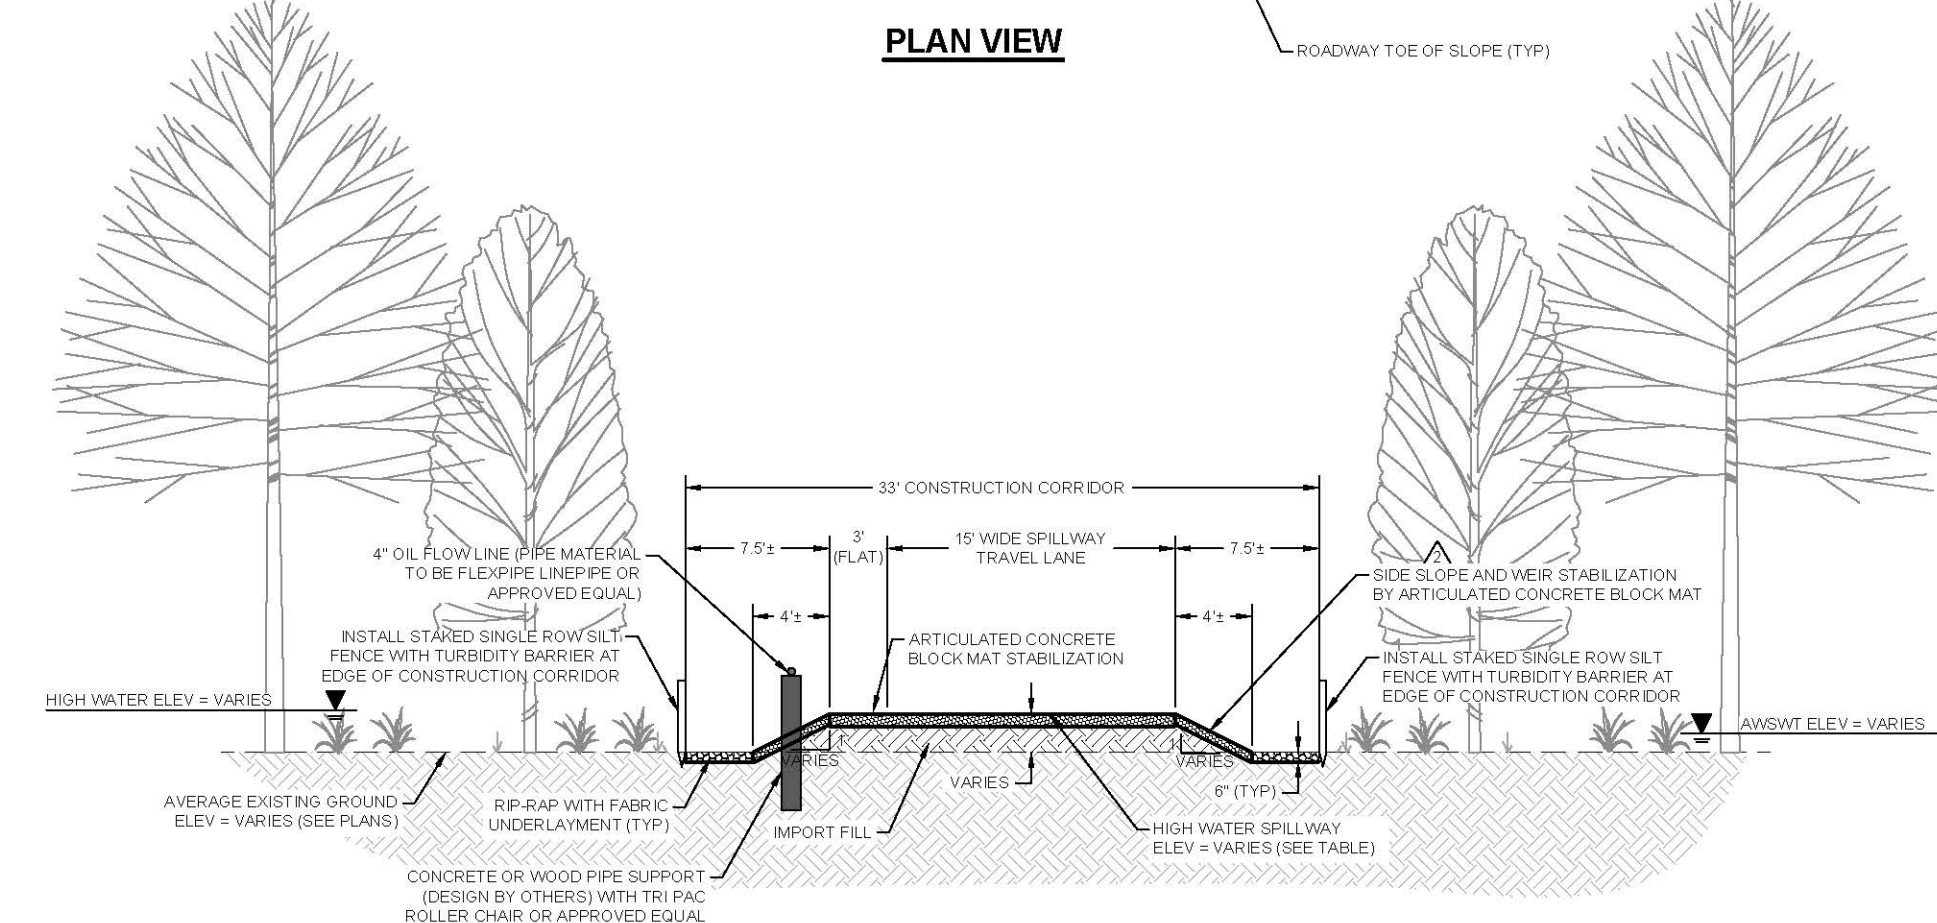 PLAN VIEW
ROADWAY TOE OF SLOPE (TYP)
33' CONSTRUCTION CORRIDOR
7.5'±
3'
(FLAT)
15' WIDE SPILLWAY
TRAVEL LANE
7.5'±
4" OIL FLOW LINE (PIPE MATERIAL
TO BE FLEXPIPE LINEPIPE OR
APPROVED EQUAL)
2
SIDE SLOPE AND WEIR STABILIZATION
BY ARTICULATED CONCRETE BLOCK MAT
4'±
4'±
INSTALL STAKED SINGLE ROW SILT
FENCE WITH TURBIDITY BARRIER AT
EDGE OF CONSTRUCTION CORRIDOR
ARTICULATED CONCRETE
BLOCK MAT STABILIZATION
INSTALL STAKED SINGLE ROW SILT
FENCE WITH TURBIDITY BARRIER AT
EDGE OF CONSTRUCTION CORRIDOR
HIGH WATER ELEV = VARIES
AWSWT ELEV = VARIES
1
VARIES
1
VARIES
VARIES
6" (TYP)
AVERAGE EXISTING GROUND
ELEV = VARIES (SEE PLANS)
RIP-RAP WITH FABRIC
UNDERLAYMENT (TYP)
IMPORT FILL
HIGH WATER SPILLWAY
ELEV = VARIES (SEE TABLE)
CONCRETE OR WOOD PIPE SUPPORT
(DESIGN BY OTHERS) WITH TRI PAC
ROLLER CHAIR OR APPROVED EQUAL